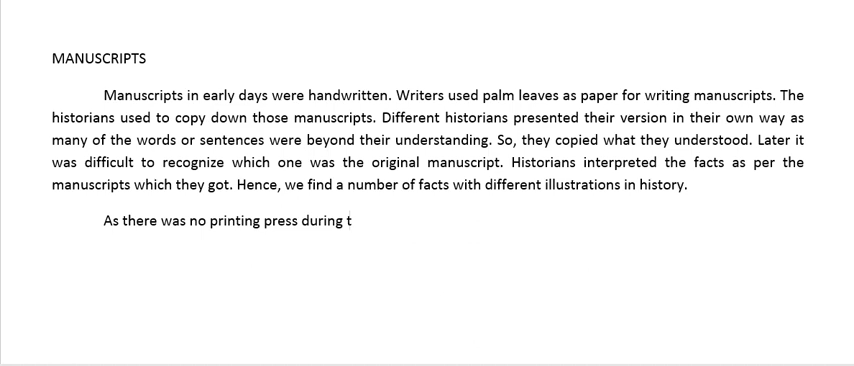 MANUSCRIPTS
Manuscripts in early days were handwritten. Writers used palm leaves as paper for writing manuscripts. The
historians used to copy down those manuscripts. Different historians presented their version in their own way as
many of the words or sentences were beyond their understanding. So, they copied what they understood. Later it
was difficult to recognize which one was the original manuscript. Historians interpreted the facts as per the
manuscripts which they got. Hence, we find a number of facts with different illustrations in history.
As there was no printing press during t